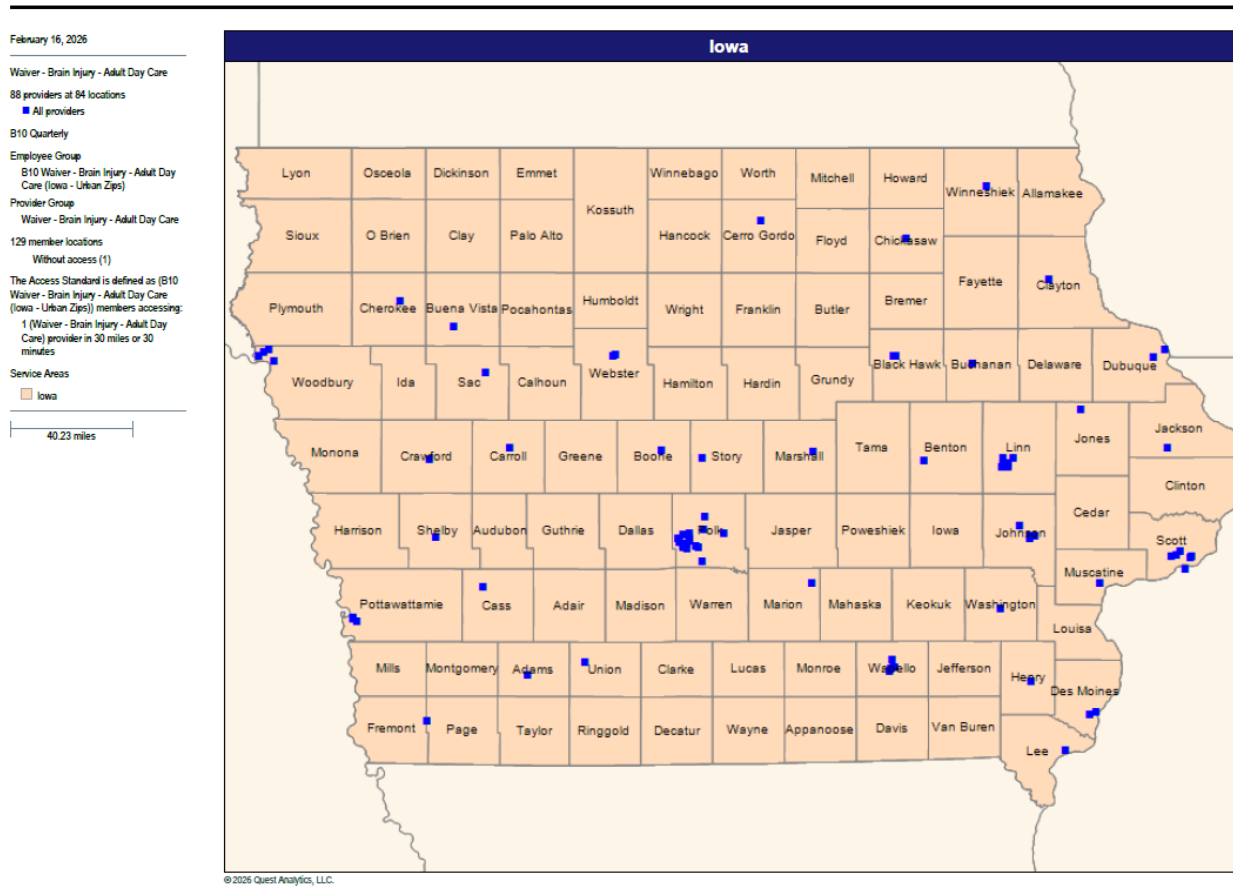 February 16, 2026
Waiver - Brain Injury - Adult Day Care
88 providers at 84 locations
All providers
B10 Quarterly
Employee Group
B10 Waiver - Brain Injury - Adult Day
Care (Iowa - Urban Zips)
Provider Group
Waiver - Brain Injury - Adult Day Care
129 member locations
Without access (1)
The Access Standard is defined as (B10
Waiver - Brain Injury - Adult Day Care
(Iowa - Urban Zips)) members accessing:
1 (Waiver - Brain Injury - Adult Day
Care) provider in 30 miles or 30
minutes
Service Areas
Iowa
40.23 miles
Iowa
Lyon Osceola Dickinson Emmet Winnebago Worth Mitchell Howard Winneshiek Allamakee
Kossuth
Sioux O Brien Clay Palo Alto Hancock Cerro Gordo Floyd Chickasaw
Fayette Clayton
Plymouth Cherokee Buena Vista Pocahontas Humboldt Wright Franklin Butler Bremer
Woodbury Ida Sac Calhoun Webster Hamilton Hardin Grundy Black Hawk Buchanan Delaware Dubuque
Monona Crawford Carroll Greene Boone Story Marshall Tama Benton Linn Jones Jackson
Clinton
Harrison Shelby Audubon Guthrie Dallas Polk Jasper Poweshiek Iowa Johnson Cedar Scott
Muscatine
Pottawattamie Cass Adair Madison Warren Marion Mahaska Keokuk Washington Louisa
Mills Montgomery Adams Union Clarke Lucas Monroe Wapello Jefferson Henry Des Moines
Fremont Page Taylor Ringgold Decatur Wayne Appanoose Davis Van Buren Lee
© 2026 Quest Analytics, LLC.